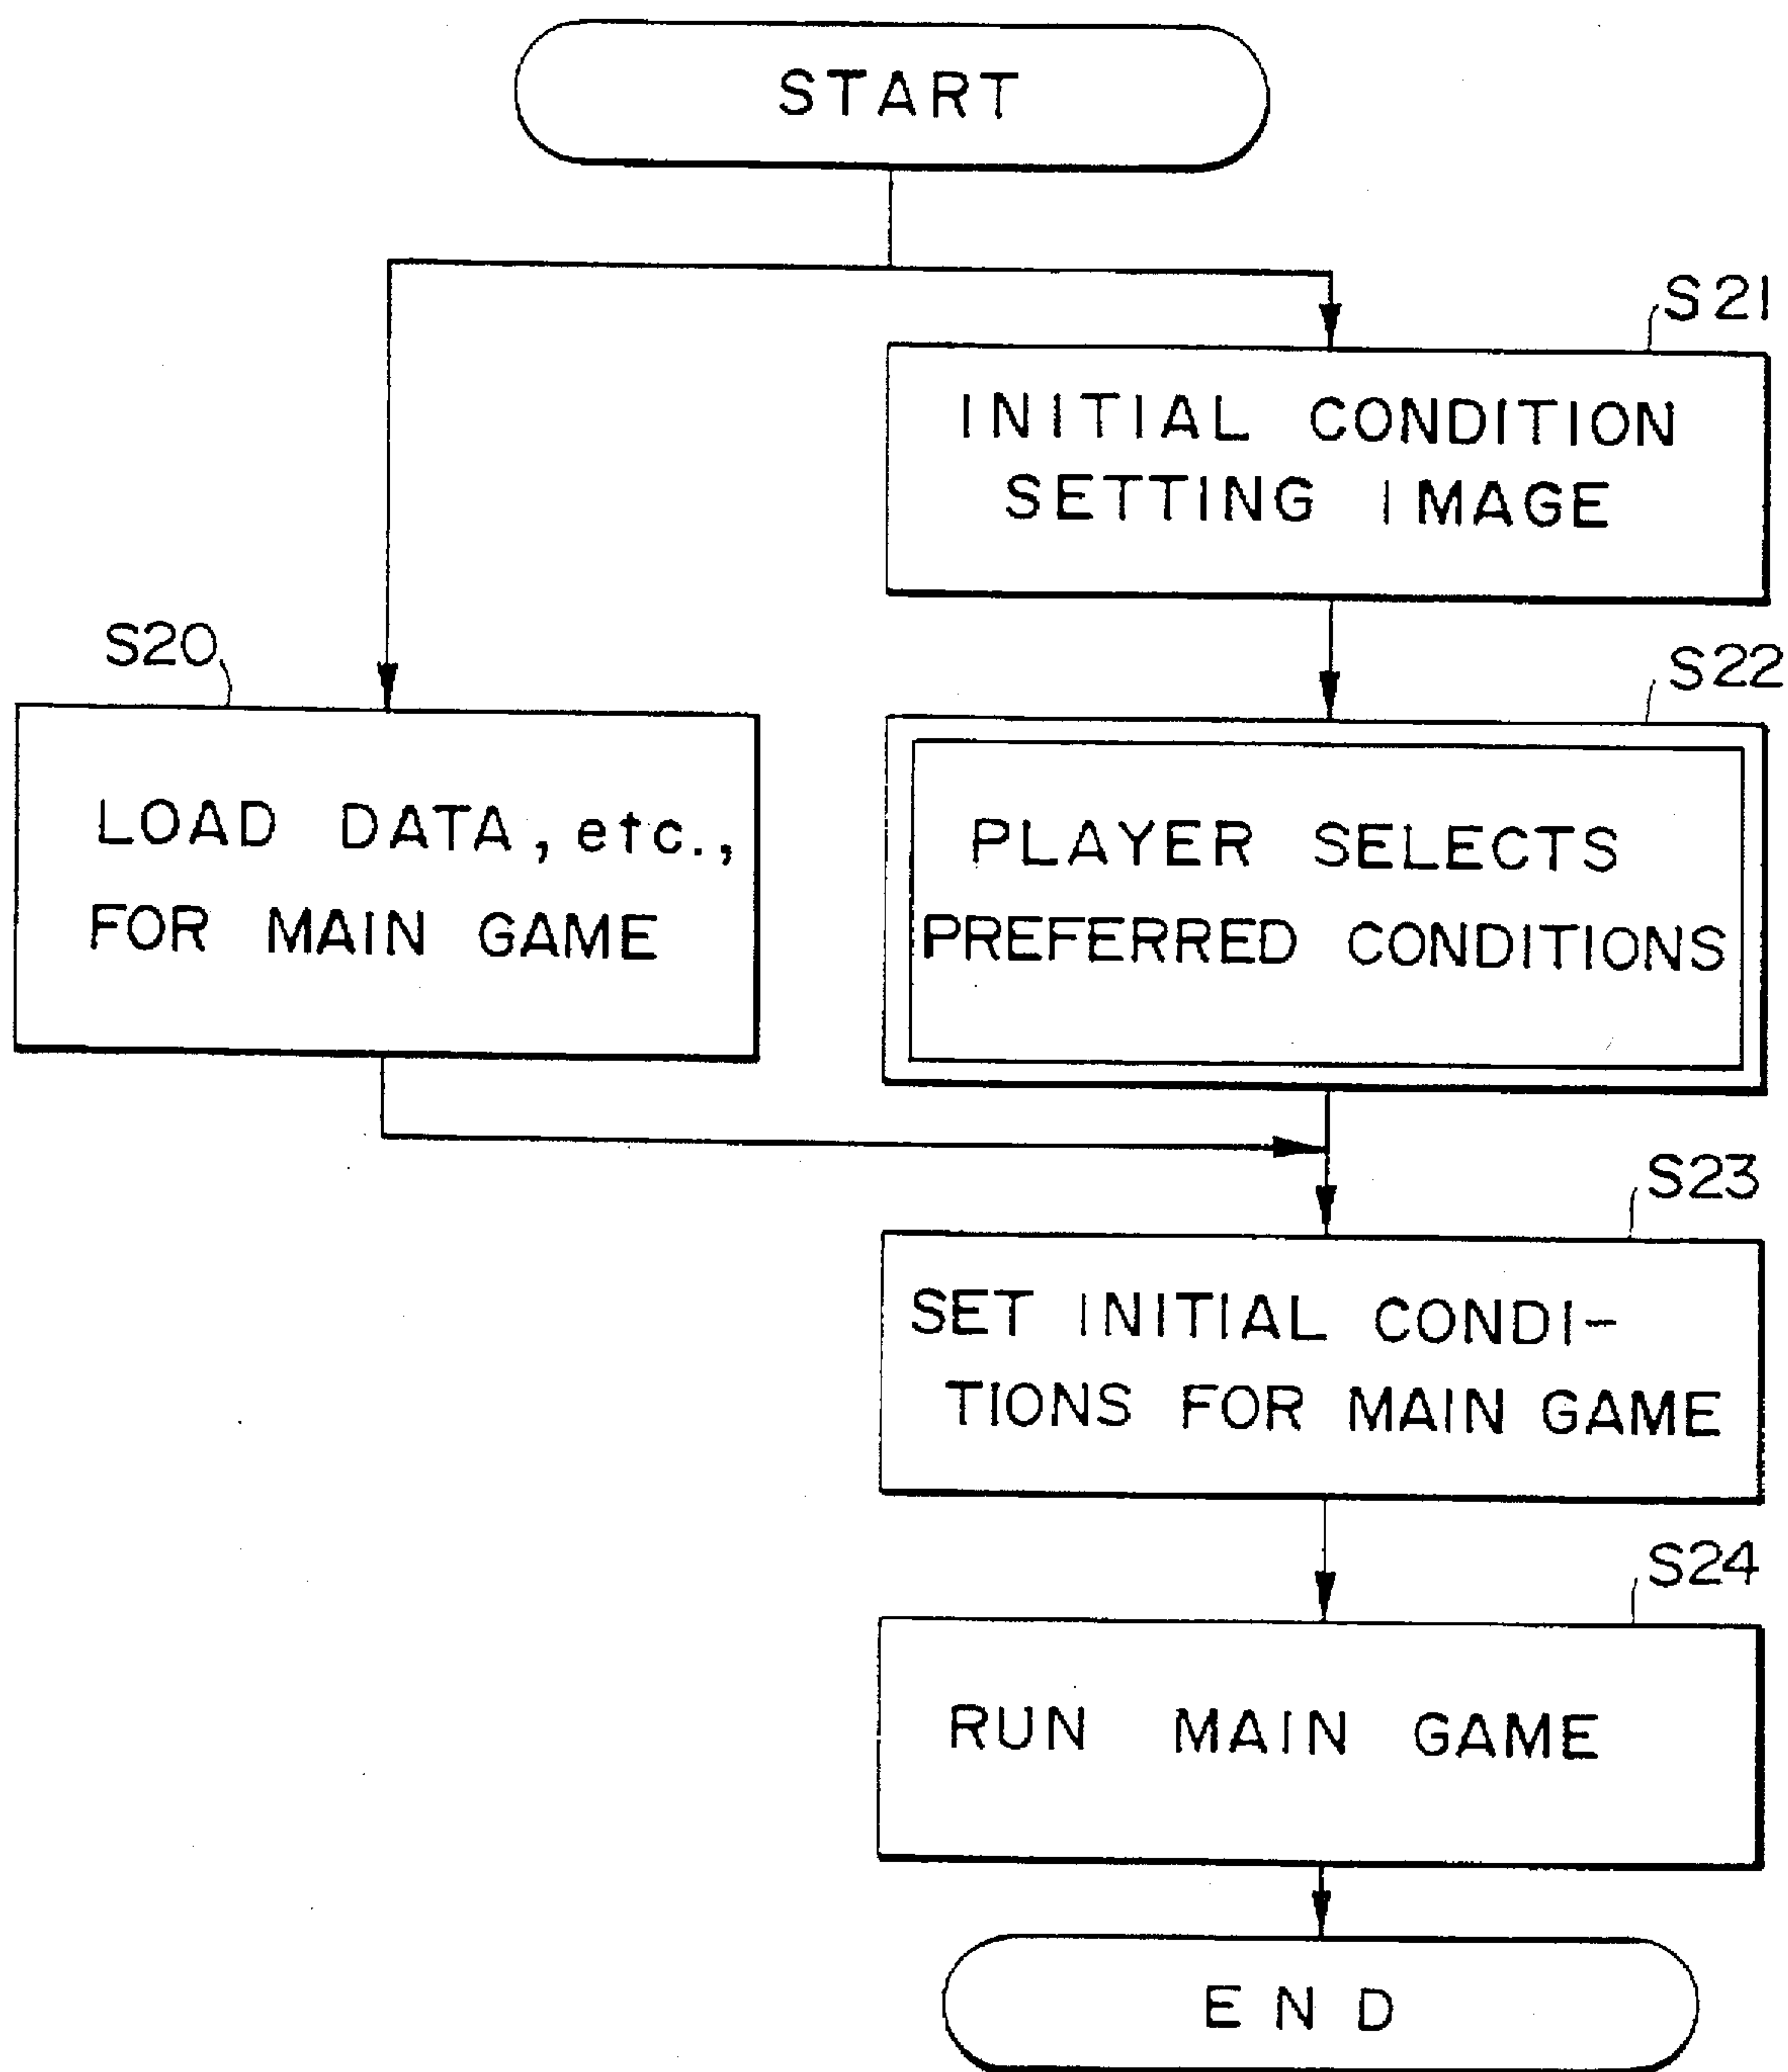 START
S21
INITIAL CONDITION
SETTING IMAGE
S20
LOAD DATA, etc.,
FOR MAIN GAME
S22
PLAYER SELECTS
PREFERRED CONDITIONS
S23
SET INITIAL CONDI-
TIONS FOR MAIN GAME
S24
RUN MAIN GAME
END